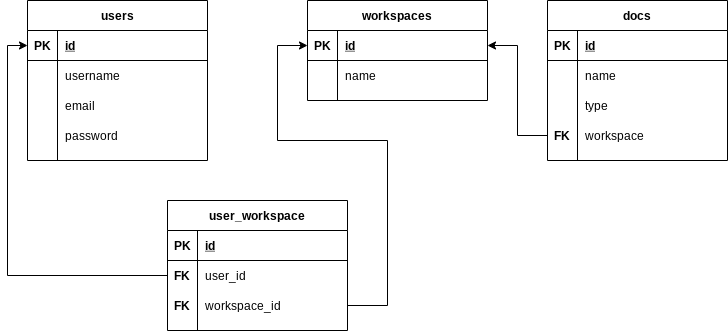 users
PK id
username
email
password
workspaces
PK id
name
docs
PK id
name
type
FK workspace
user_workspace
PK id
FK user_id
FK workspace_id